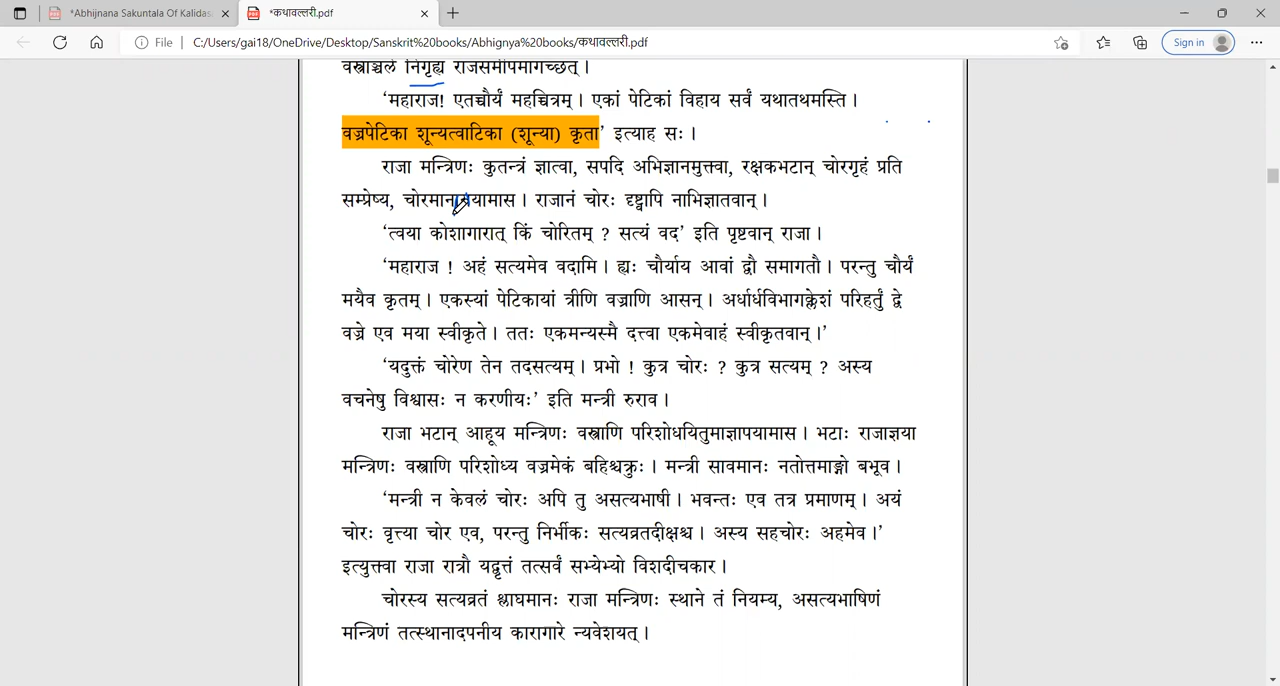 *Abhijnana Sakuntala Of Kalidas
*कथावल्लरी.pdf
File
C:/Users/gai18/OneDrive/Desktop/Sanskrit%20books/Abhignya%20books/कथावल्लरी.pdf
Sign in
वस्त्राञ्चले निगृह्य राजसमीपमागच्छत् ।
‘महाराज! एतच्चौर्यं महच्चित्रम् । एकां पेटिकां विहाय सर्वं यथातथमस्ति ।
वज्रपेटिका शून्यत्वाटिका (शून्या) कृता’ इत्याह सः ।
राजा मन्त्रिणः कुतन्त्रं ज्ञात्वा, सपदि अभिज्ञानमुक्त्वा, रक्षकभटान् चोरगृहं प्रति
सम्प्रेष्य, चोरमानाययामास । राजानं चोरः दृष्ट्वापि नाभिज्ञातवान् ।
‘त्वया कोशागारात् किं चोरितम् ? सत्यं वद’ इति पृष्टवान् राजा ।
‘महाराज ! अहं सत्यमेव वदामि । ह्यः चौर्याय आवां द्वौ समागतौ । परन्तु चौर्यं
मयैव कृतम् । एकस्यां पेटिकायां त्रीणि वज्राणि आसन् । अर्धार्धविभागक्लेशं परिहर्तुं द्वे
वज्रे एव मया स्वीकृते । ततः एकमन्यस्मै दत्त्वा एकमेवाहं स्वीकृतवान् ।’
‘यदुक्तं चोरेण तेन तदसत्यम् । प्रभो ! कुत्र चोरः ? कुत्र सत्यम् ? अस्य
वचनेषु विश्वासः न करणीयः’ इति मन्त्री रुराव ।
राजा भटान् आहूय मन्त्रिणः वस्त्राणि परिशोधयितुमाज्ञापयामास । भटाः राजाज्ञया
मन्त्रिणः वस्त्राणि परिशोध्य वज्रमेकं बहिश्चक्रुः । मन्त्री सावमानः नतोत्तमाङ्गो बभूव ।
‘मन्त्री न केवलं चोरः अपि तु असत्यभाषी । भवन्तः एव तत्र प्रमाणम् । अयं
चोरः वृत्त्या चोर एव, परन्तु निर्भीकः सत्यव्रतदीक्षश्च । अस्य सहचोरः अहमेव ।’
इत्युक्त्वा राजा रात्रौ यद्वृत्तं तत्सर्वं सभ्येभ्यो विशदीचकार ।
चोरस्य सत्यव्रतं श्लाघमानः राजा मन्त्रिणः स्थाने तं नियम्य, असत्यभाषिणं
मन्त्रिणं तत्स्थानादपनीय कारागारे न्यवेशयत् ।